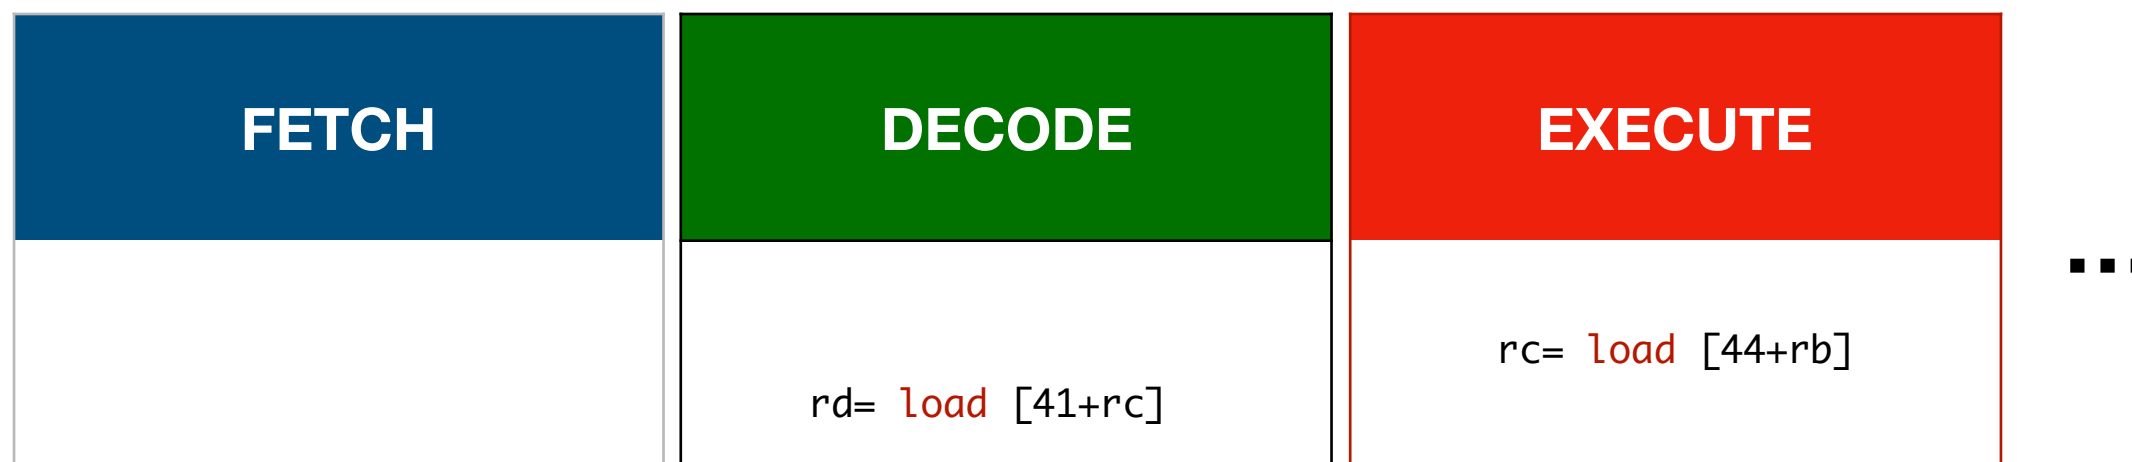 FETCH
DECODE
EXECUTE
...
rc= load [44+rb]
rd= load [41+rc]